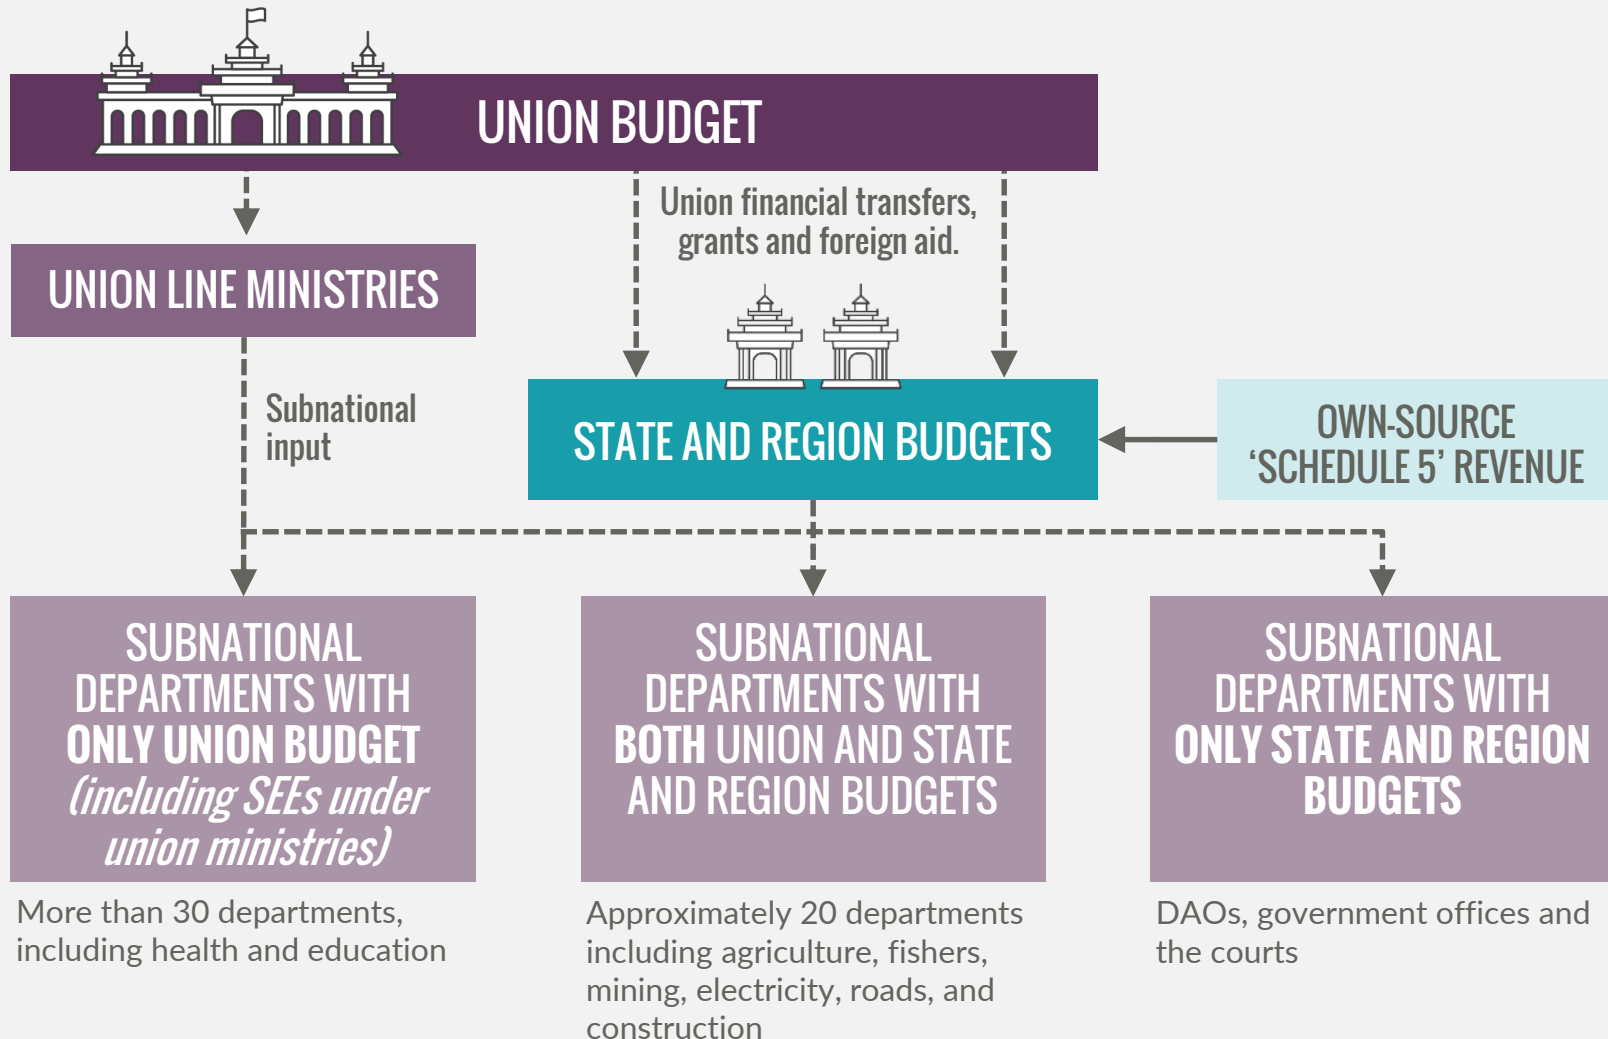 UNION BUDGET
Union financial transfers,
grants and foreign aid.
UNION LINE MINISTRIES
Subnational
input
STATE AND REGION BUDGETS
OWN-SOURCE
‘SCHEDULE 5’ REVENUE
SUBNATIONAL
DEPARTMENTS WITH
ONLY UNION BUDGET
(including SEEs under
union ministries)
More than 30 departments,
including health and education
SUBNATIONAL
DEPARTMENTS WITH
BOTH UNION AND STATE
AND REGION BUDGETS
Approximately 20 departments
including agriculture, fishers,
mining, electricity, roads, and
construction
SUBNATIONAL
DEPARTMENTS WITH
ONLY STATE AND REGION
BUDGETS
DAOs, government offices and
the courts